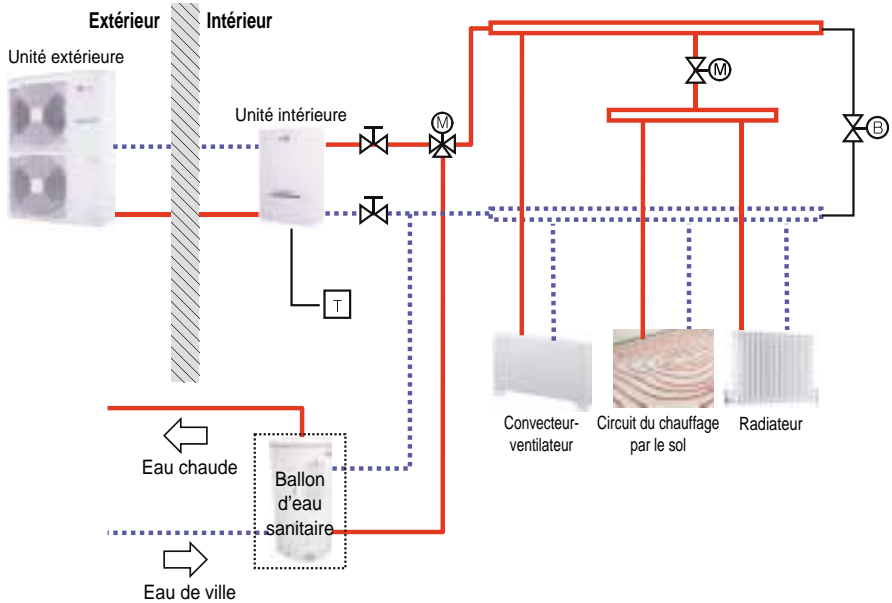 Extérieur Intérieur
Unité extérieure
Unité intérieure
M
M
B
T
Convecteur-
ventilateur
Circuit du chauffage
par le sol
Radiateur
Eau chaude
Ballon
d'eau
sanitaire
Eau de ville